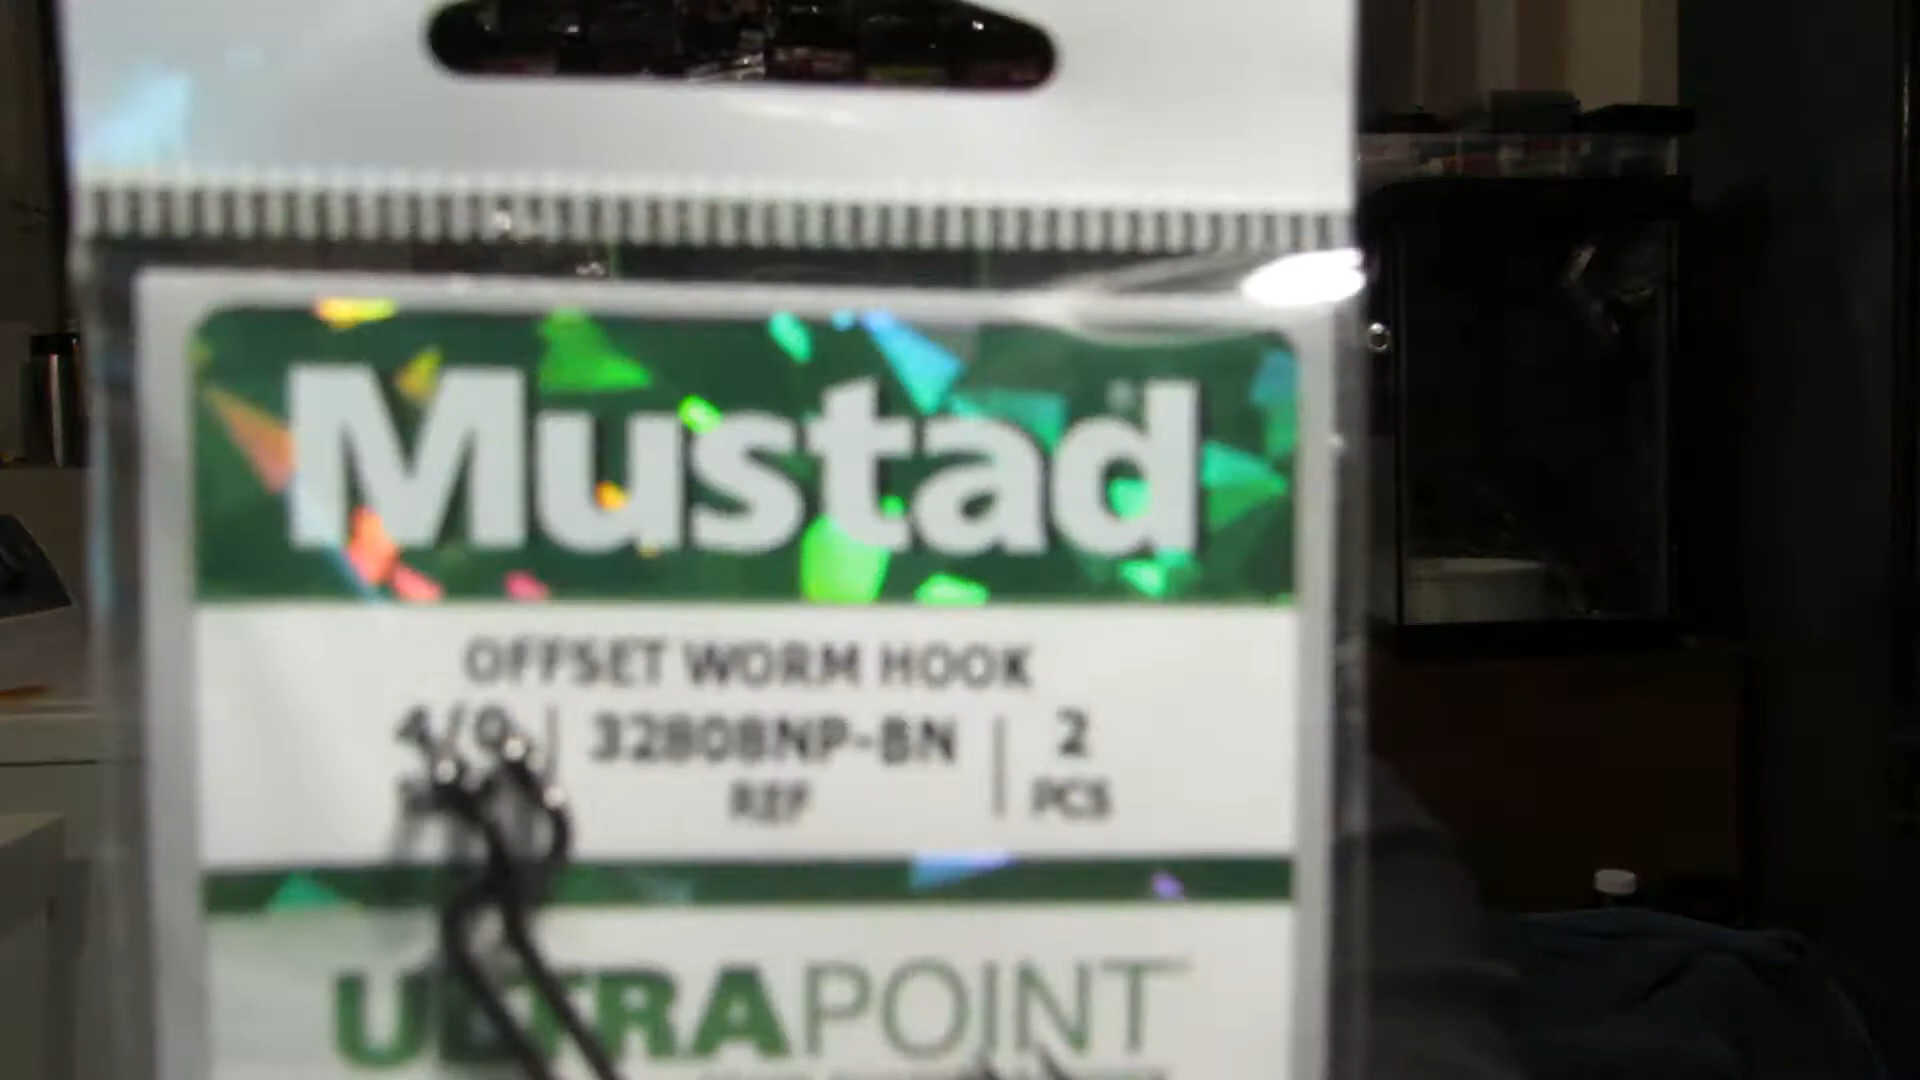 Mustad
OFFSET WORM HOOK
4/0 | 32808NP-BN | 2
REF PCS
ULTRAPOINT